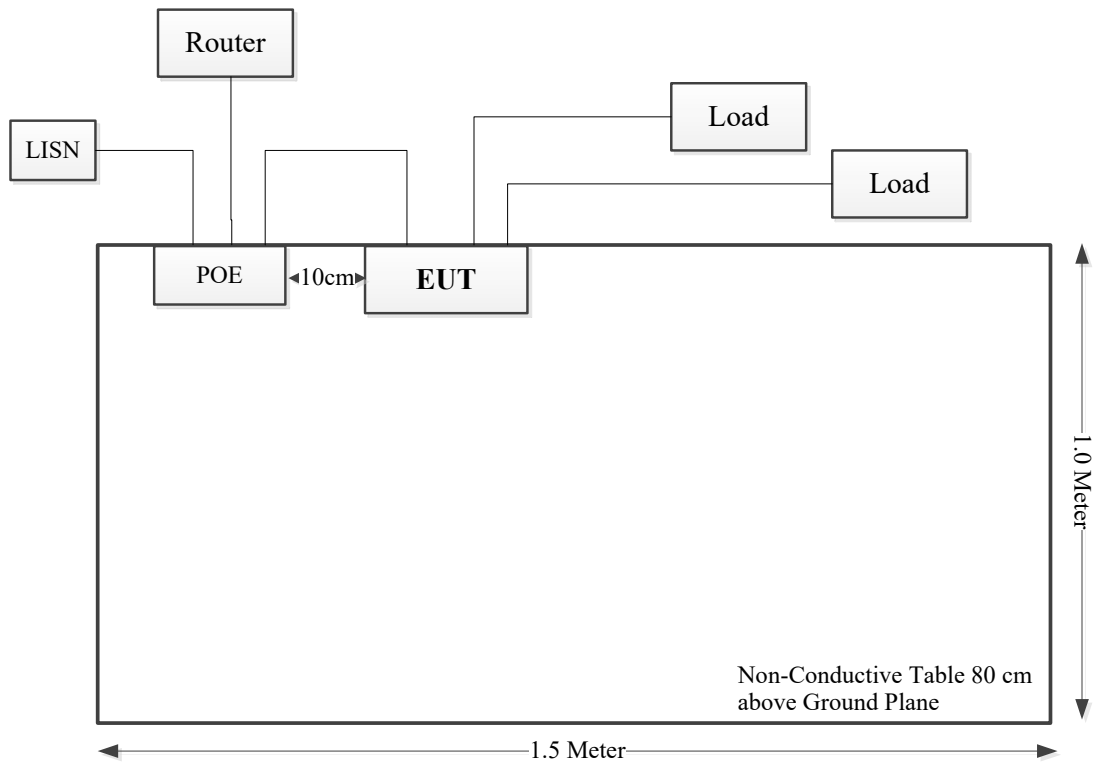 Router
Load
LISN
Load
POE
10cm
EUT
1.0 Meter
Non-Conductive Table 80 cm
above Ground Plane
1.5 Meter